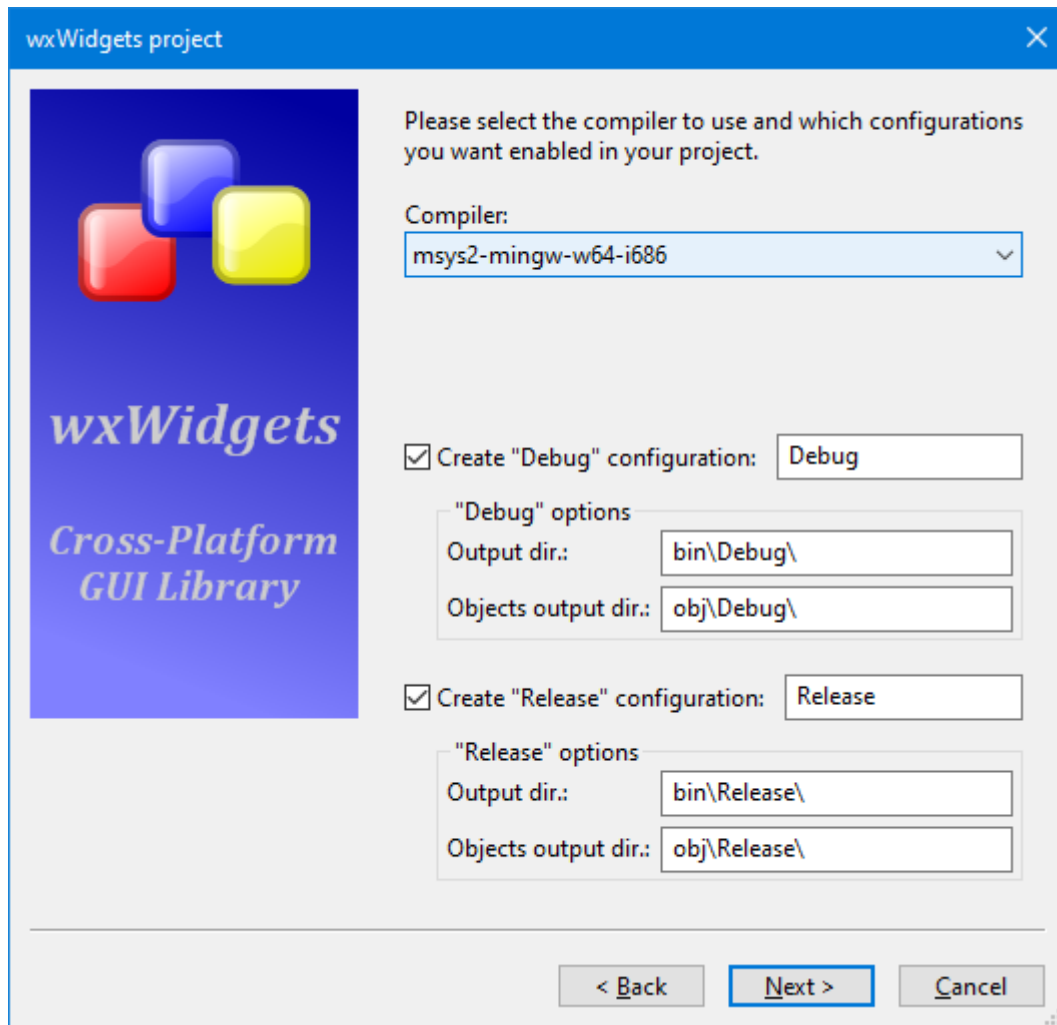 wxWidgets project
wxWidgets
Cross-Platform
GUI Library
Please select the compiler to use and which configurations
you want enabled in your project.
Compiler:
msys2-mingw-w64-i686
Create "Debug" configuration: Debug
"Debug" options
Output dir.: bin\Debug\
Objects output dir.: obj\Debug\
Create "Release" configuration: Release
"Release" options
Output dir.: bin\Release\
Objects output dir.: obj\Release\
< Back Next > Cancel